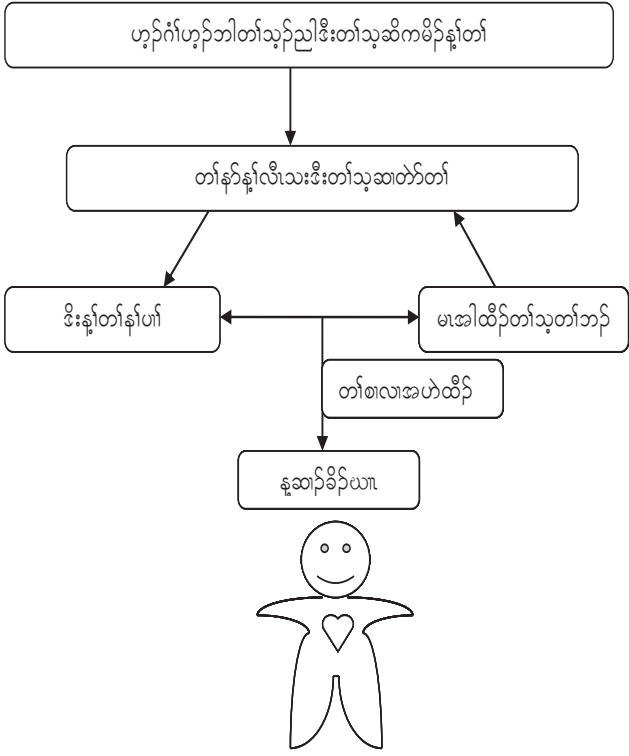 ဟ့ၣ်ဂံၢ်ဟ့ၣ်ဘါတၢ်သ့ၣ်ညါဒီးတၢ်သ့ဆိကမိၣ်န့ၢ်တၢ်
တၢ်နာ်န့ၢ်လီၤသးဒီးတၢ်သ့ဆၢတဲာ်တၢ်
ဒိးန့ၢ်တၢ်နၢ်ပၢၢ်
မၤအါထီၣ်တၢ်သ့တၢ်ဘၣ်
တၢ်စၢလၢအဟဲထီၣ်
န့ဆၢၣ်ခိၣ်ဃၢၤ